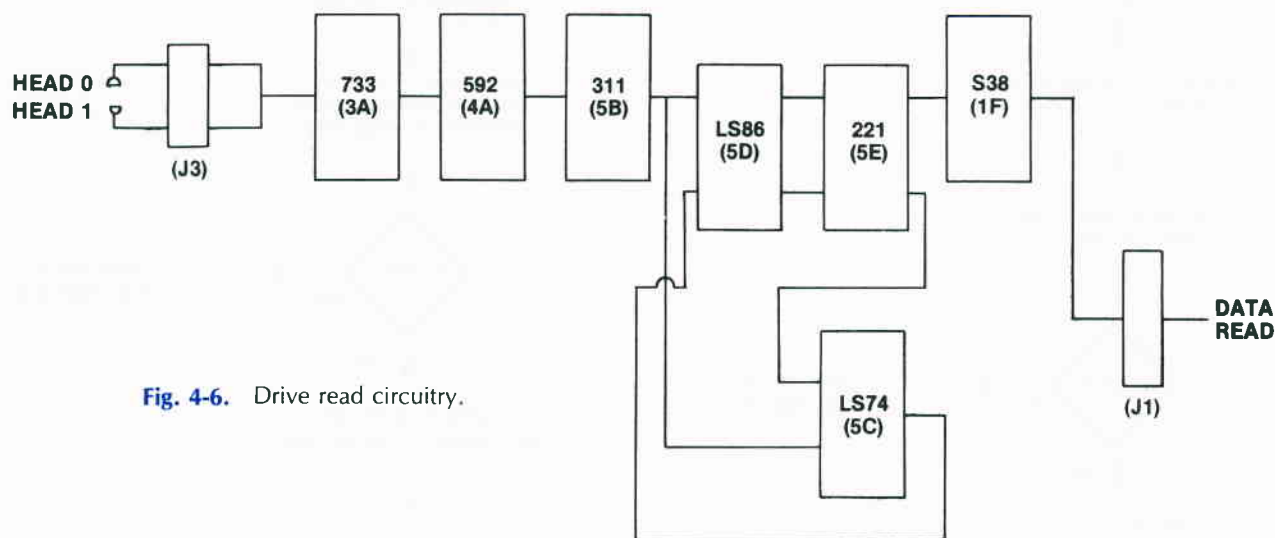 HEAD 0
HEAD 1
(J3)
733
(3A)
592
(4A)
311
(5B)
LS86
(5D)
221
(5E)
S38
(1F)
DATA
READ
(J1)
LS74
(5C)
Fig. 4-6. Drive read circuitry.